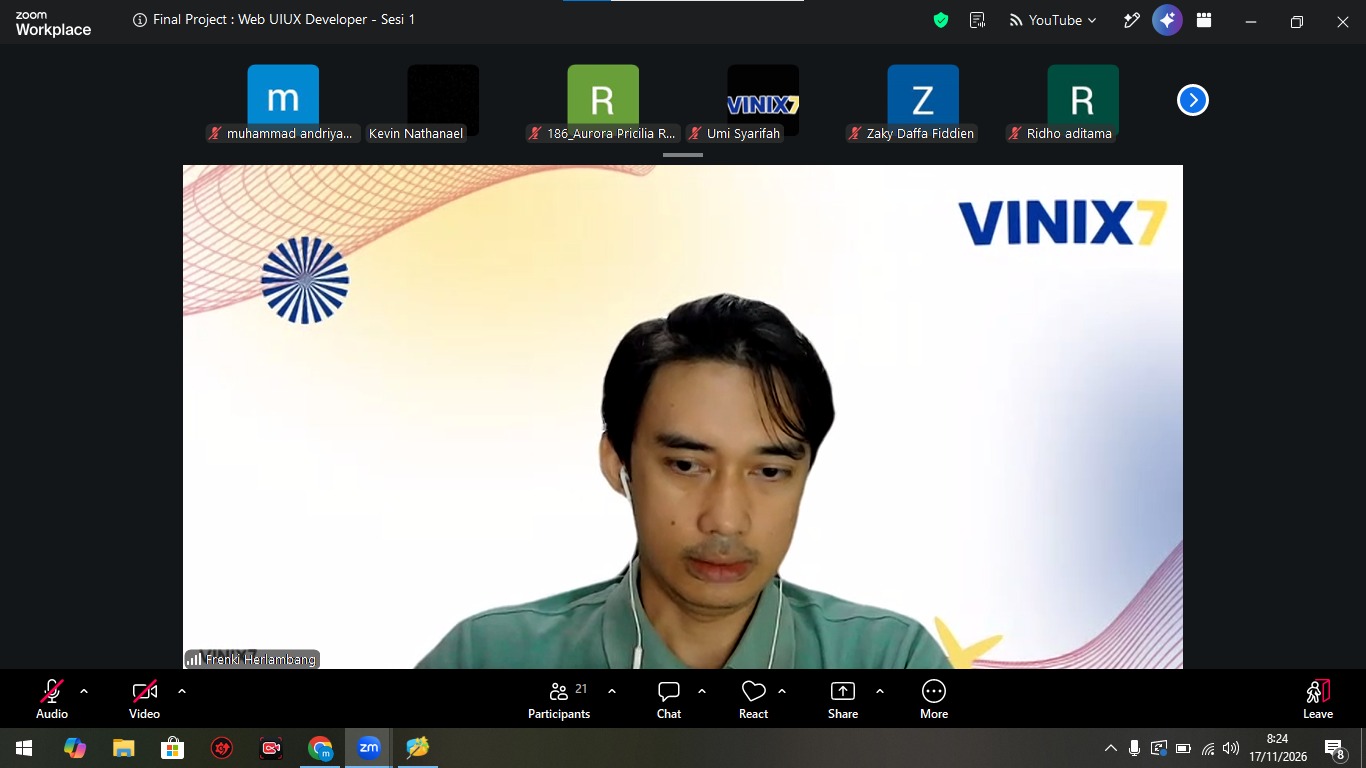 zoom
Workplace
Final Project : Web UIUX Developer - Sesi 1
YouTube
m
R
VINIX7
Z
R
muhammad andriya...
Kevin Nathanael
186_Aurora Pricilia R...
Umi Syarifah
Zaky Daffa Fiddien
Ridho aditama
VINIX7
VINIX7
Frenki Herlambang
21
Audio
Video
Participants
Chat
React
Share
More
Leave
m
zm
8:24
17/11/2026
8